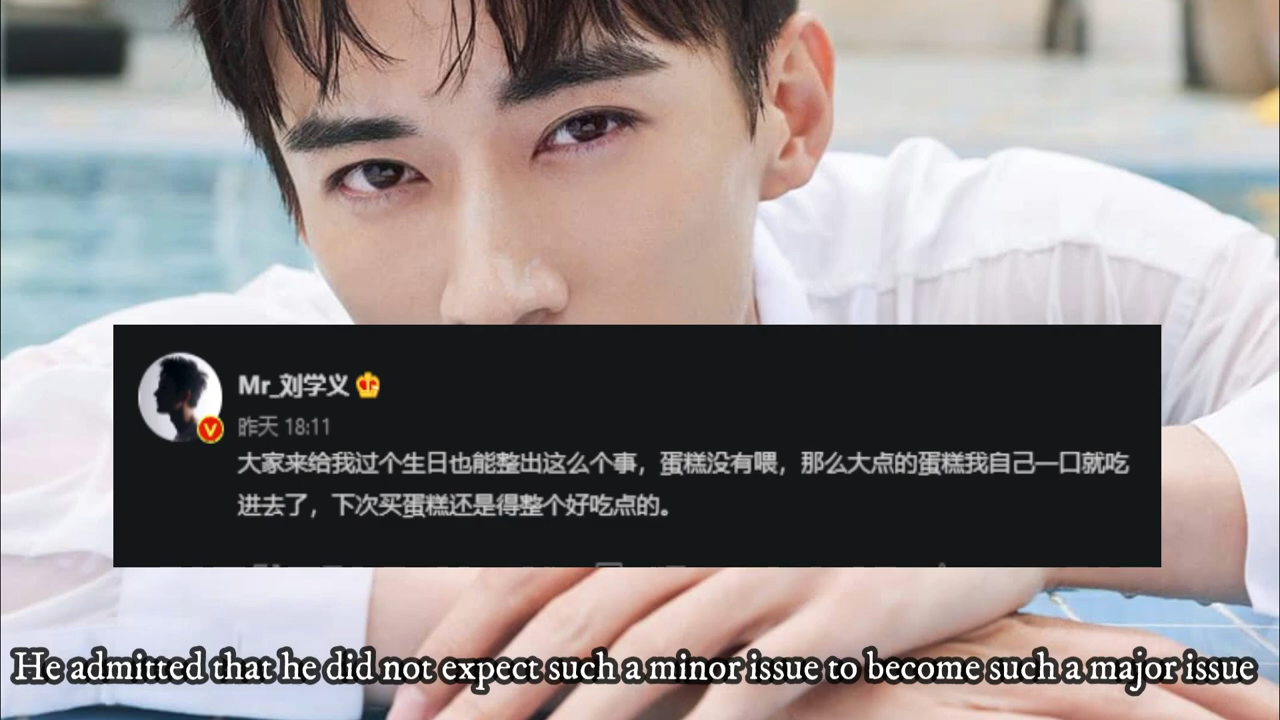 Mr_刘学义
昨天 18:11
大家来给我过个生日也能整出这么个事，蛋糕没有喂，那么大点的蛋糕我自己一口就吃
进去了，下次买蛋糕还是得整个好吃点的。
He admitted that he did not expect such a minor issue to become such a major issue